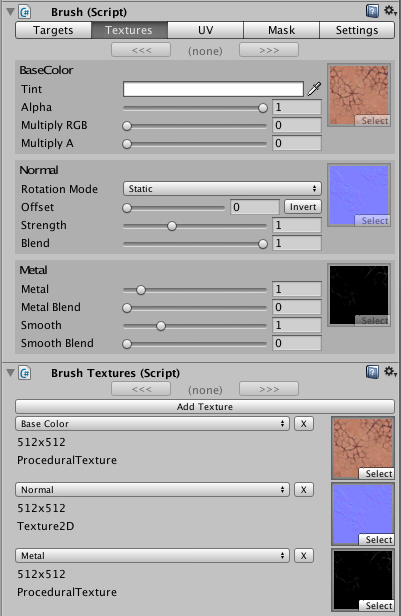 Brush (Script)
Targets Textures UV Mask Settings
<<< (none) >>>
BaseColor
Tint
Alpha 1
Multiply RGB 0
Multiply A 0
Select
Normal
Rotation Mode Static
Offset 0 Invert
Strength 1
Blend 1
Select
Metal
Metal 1
Metal Blend 0
Smooth 1
Smooth Blend 0
Select
Brush Textures (Script)
<<< (none) >>>
Add Texture
Base Color X
512x512
ProceduralTexture
Select
Normal X
512x512
Texture2D
Select
Metal X
512x512
ProceduralTexture
Select